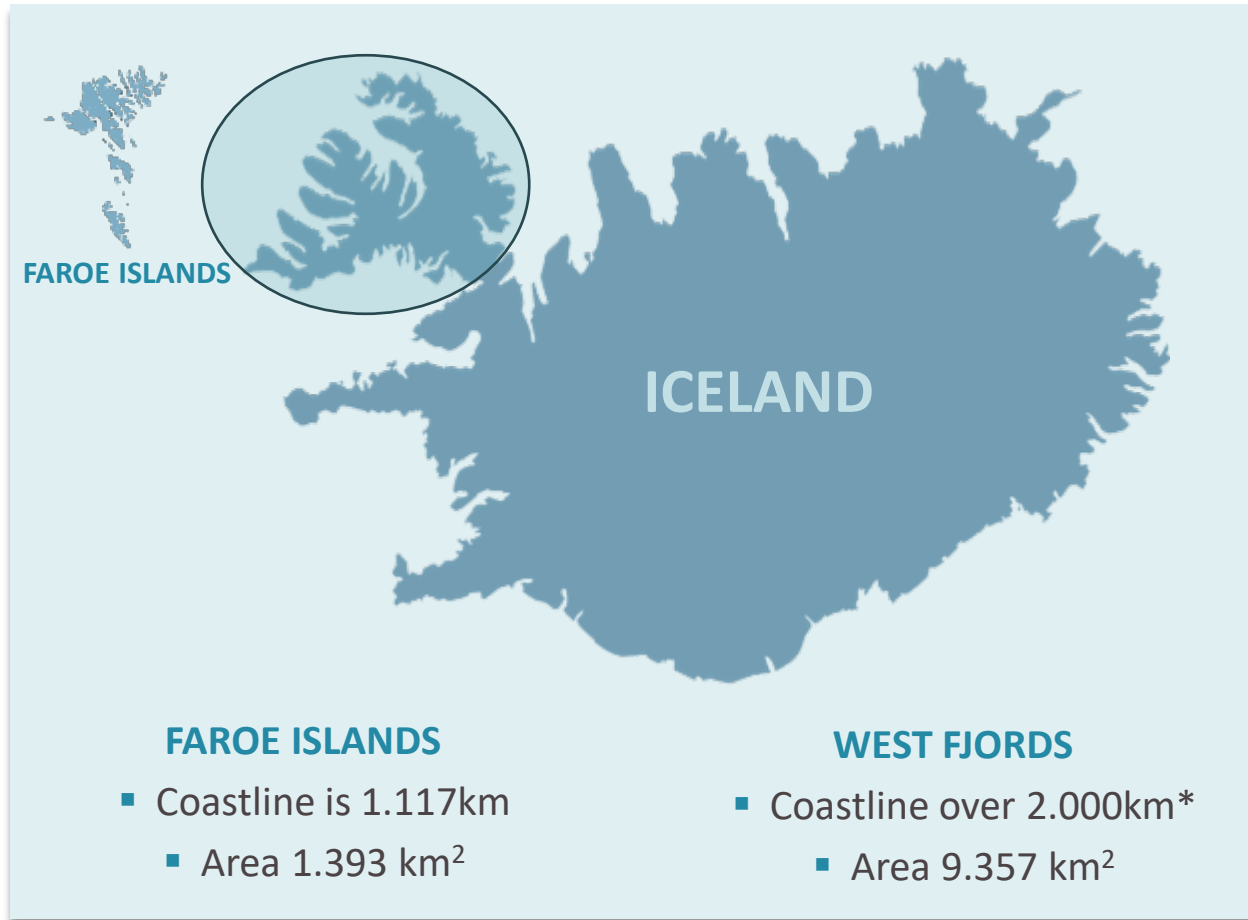 FAROE ISLANDS
ICELAND
FAROE ISLANDS
▪ Coastline is 1.117km
▪ Area 1.393 km²
WEST FJORDS
▪ Coastline over 2.000km*
▪ Area 9.357 km²